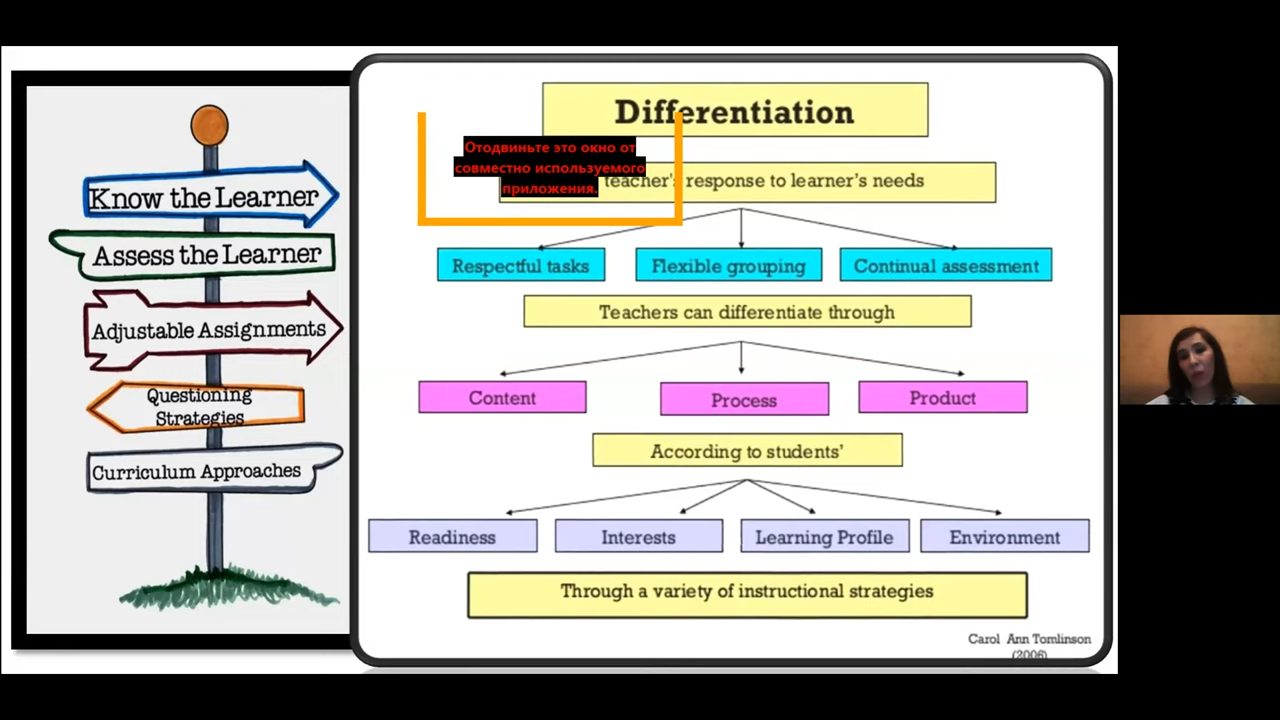 Know the Learner
Assess the Learner
Adjustable Assignments
Questioning
Strategies
Curriculum Approaches
Differentiation
Отодвиньте это окно от
совместно используемого
приложения.
teacher's response to learner's needs
Respectful tasks
Flexible grouping
Continual assessment
Teachers can differentiate through
Content
Process
Product
According to students'
Readiness
Interests
Learning Profile
Environment
Through a variety of instructional strategies
Carol Ann Tomlinson
(2006)